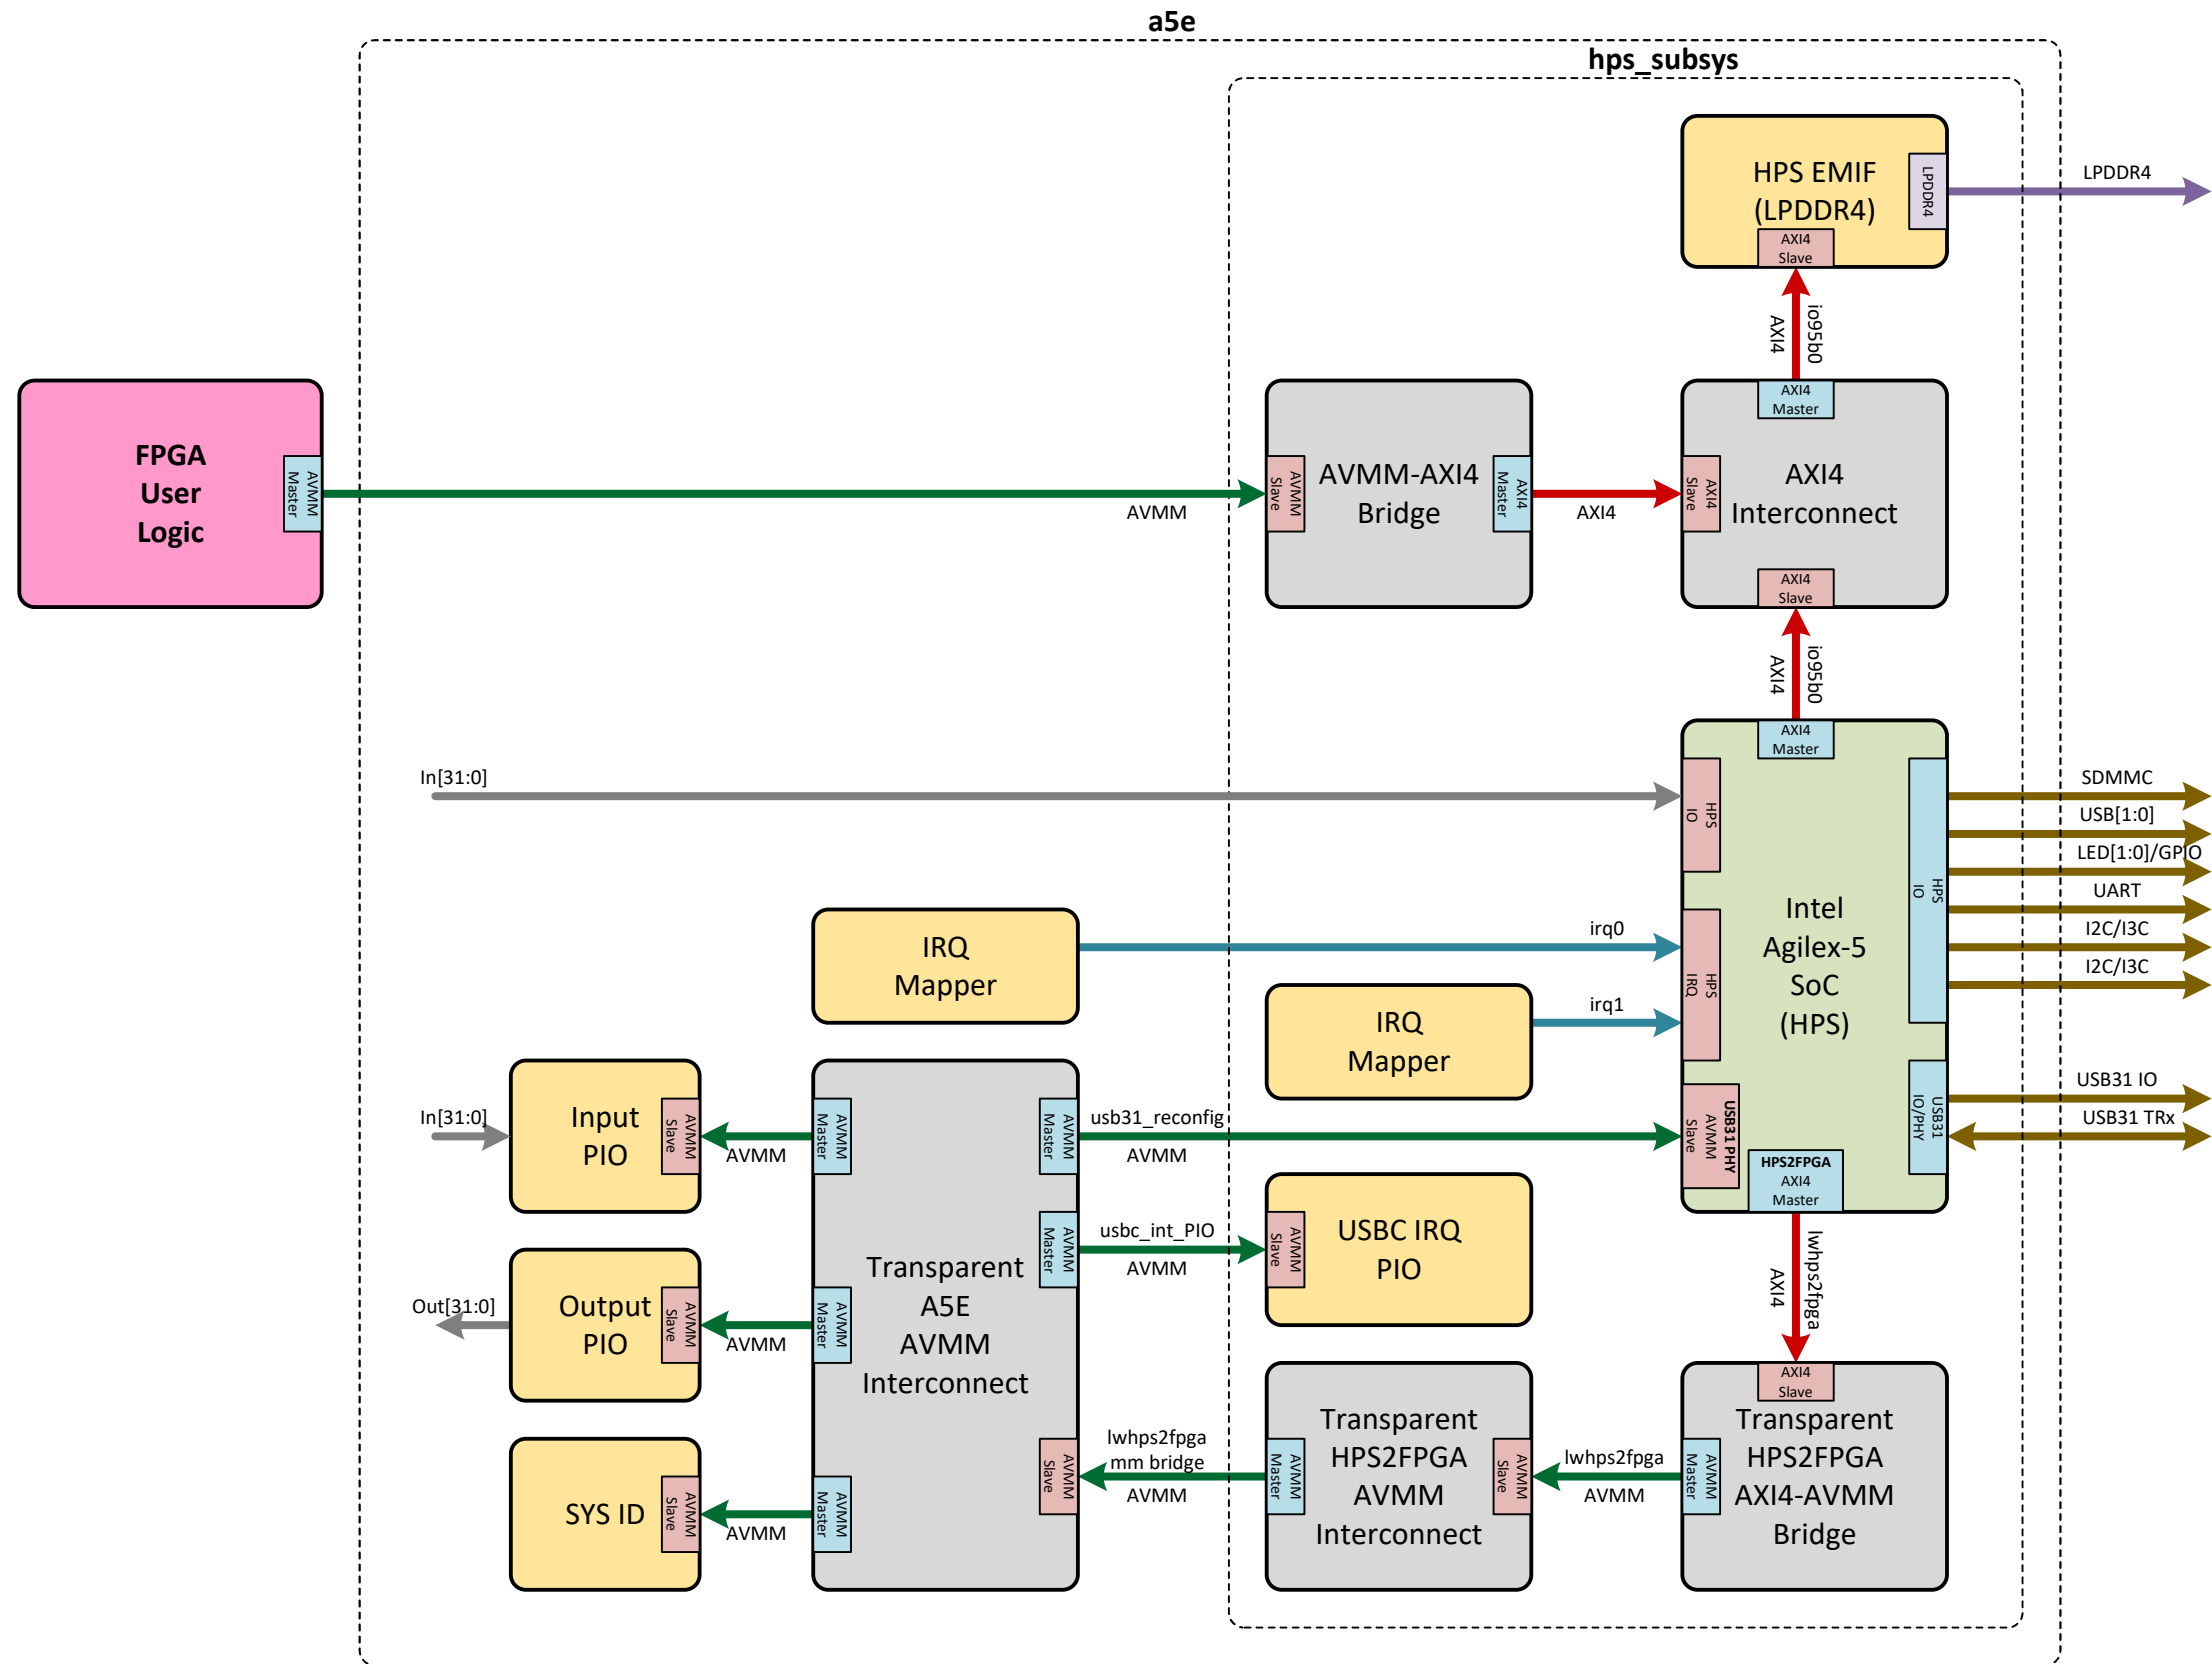 a5e
hps_subsys
HPS EMIF
(LPDDR4)
LPDDR4
LPDDR4
AXI4
Slave
io95b0
AXI4
FPGA
User
Logic
AVMM
Master
AVMM
AVMM
Slave
AVMM-AXI4
Bridge
AXI4
Master
AXI4
AXI4
Master
AXI4
Slave
AXI4
Interconnect
AXI4
Slave
io95b0
AXI4
AXI4
Master
In[31:0]
HPS
IO
HPS
IO
SDMMC
USB[1:0]
LED[1:0]/GPIO
UART
I2C/I3C
I2C/I3C
Intel
Agilex-5
SoC
(HPS)
IRQ
Mapper
irq0
HPS
IRQ
IRQ
Mapper
irq1
USB31 IO
USB31 TRx
USB31
IO/PHY
USB31 PHY
AVMM
Slave
HPS2FPGA
AXI4
Master
In[31:0]
Input
PIO
AVMM
Slave
AVMM
AVMM
Master
AVMM
Master
usb31_reconfig
AVMM
AVMM
Master
usbc_int_PIO
AVMM
AVMM
Slave
USBC IRQ
PIO
lwhps2fpga
AXI4
Out[31:0]
Output
PIO
AVMM
Slave
AVMM
AVMM
Master
Transparent
A5E
AVMM
Interconnect
SYS ID
AVMM
Slave
AVMM
AVMM
Master
AVMM
Slave
lwhps2fpga
mm bridge
AVMM
AVMM
Master
Transparent
HPS2FPGA
AVMM
Interconnect
AVMM
Slave
lwhps2fpga
AVMM
AVMM
Master
AXI4
Slave
Transparent
HPS2FPGA
AXI4-AVMM
Bridge